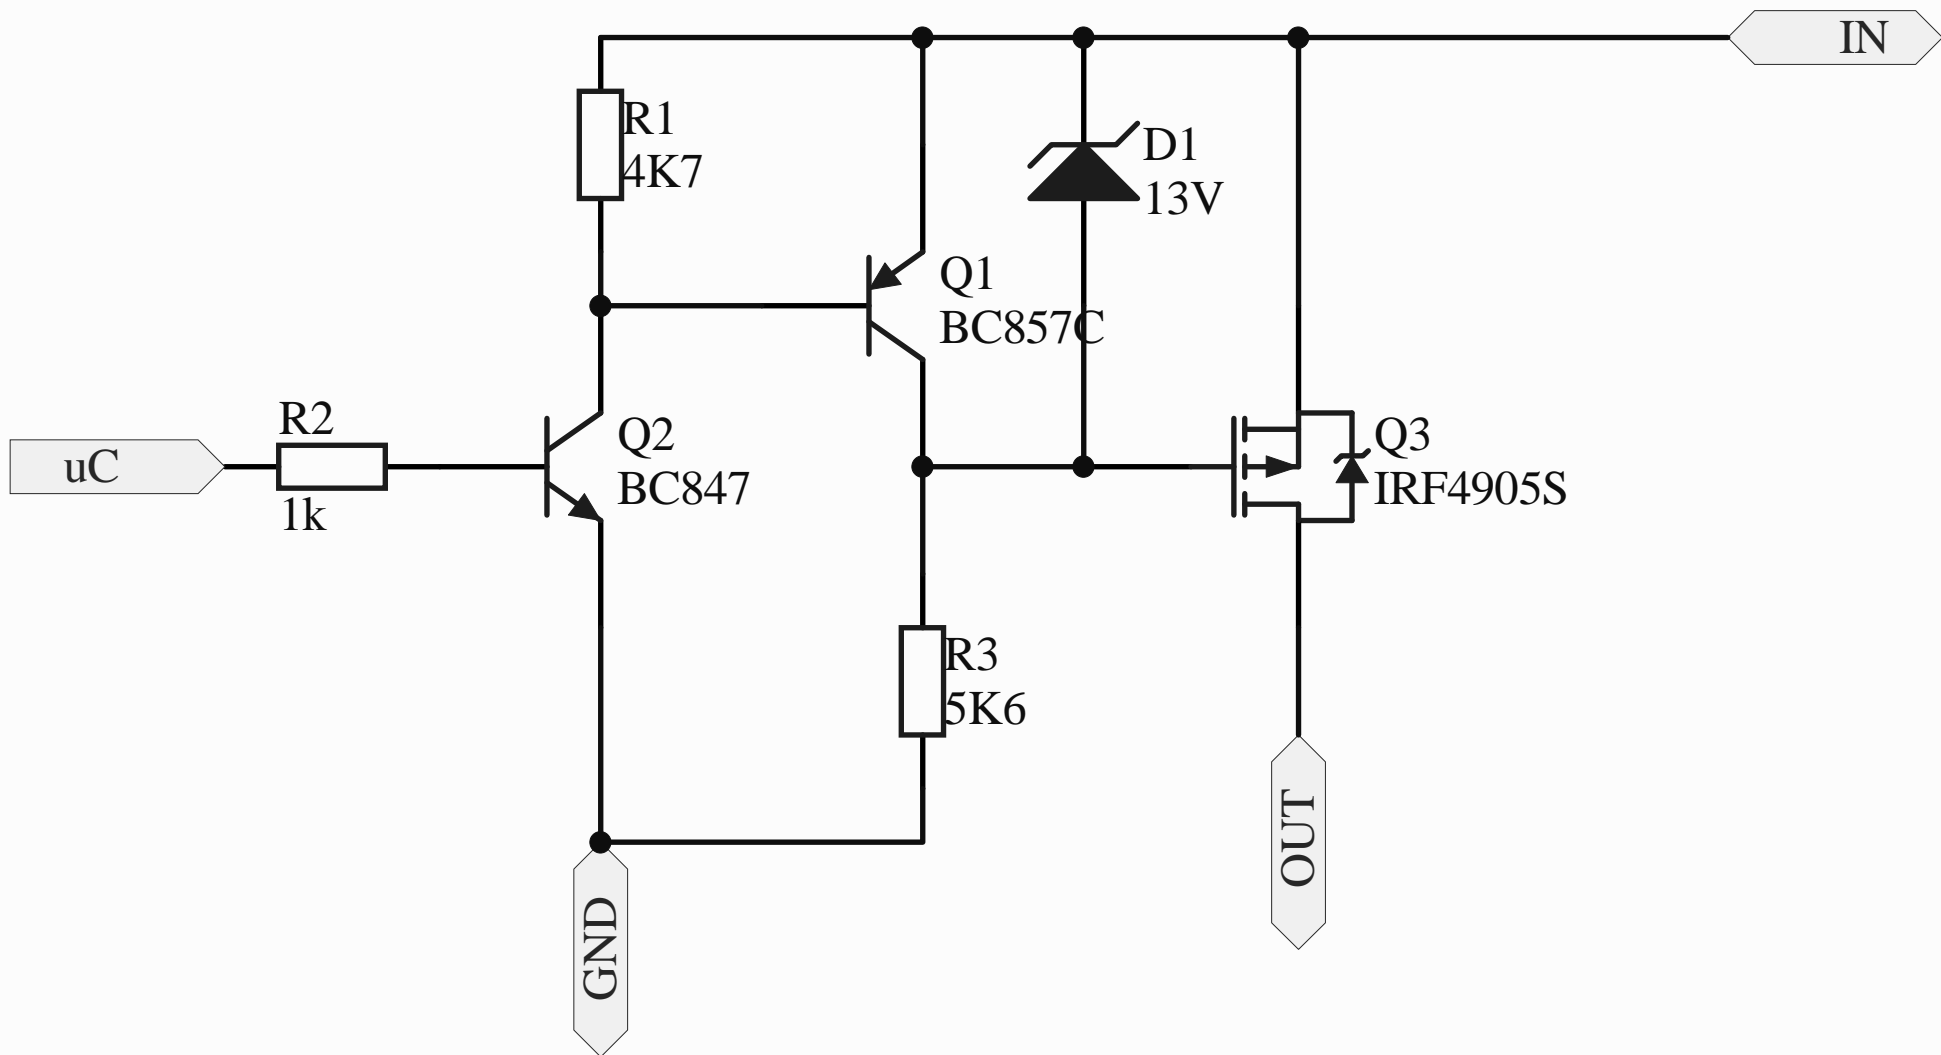 IN
R1
4K7
D1
13V
Q1
BC857C
R2
1k
uC
Q2
BC847
Q3
IRF4905S
R3
5K6
OUT
GND